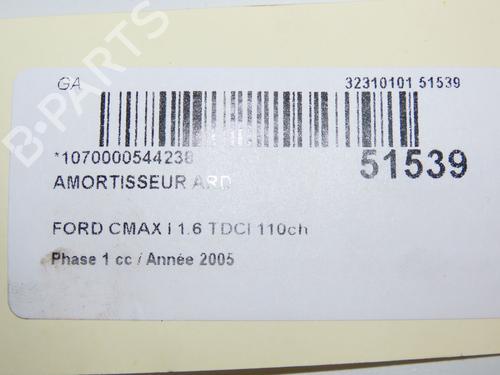 GA
32310101 51539
*1070000544238
51539
AMORTISSEUR ARD
FORD CMAX I 1.6 TDCI 110ch
Phase 1 cc / Année 2005
B-PARTS